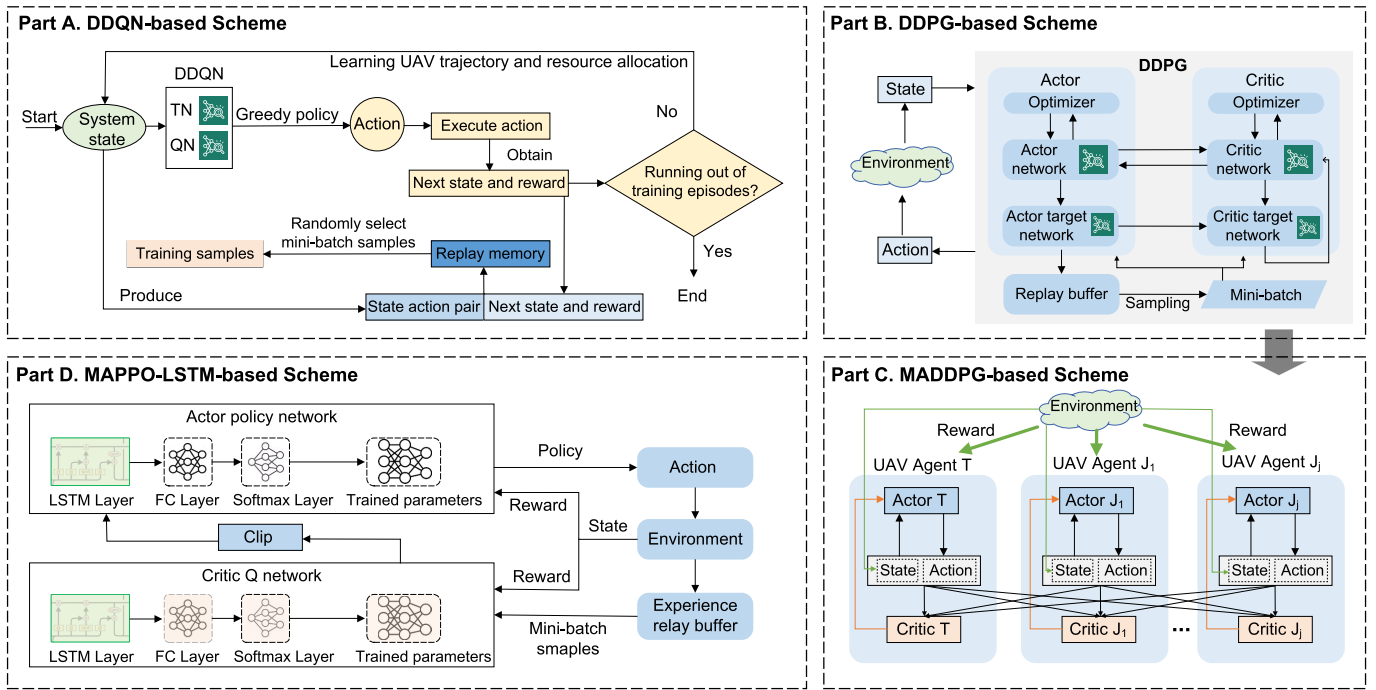 Part A. DDQN-based Scheme
Learning UAV trajectory and resource allocation
DDQN
Start
System
state
TN
QN
Greedy policy
Action
Execute action
No
Obtain
Next state and reward
Running out of
training episodes?
Randomly select
mini-batch samples
Training samples
Replay memory
Yes
Produce
State action pair
Next state and reward
End
Part B. DDPG-based Scheme
DDPG
State
Actor
Critic
Optimizer
Optimizer
Environment
Actor
network
Critic
network
Actor target
network
Critic target
network
Action
Replay buffer
Sampling
Mini-batch
Part D. MAPPO-LSTM-based Scheme
Actor policy network
LSTM Layer
FC Layer
Softmax Layer
Trained parameters
Policy
Action
Reward
State
Clip
Environment
Critic Q network
Reward
LSTM Layer
FC Layer
Softmax Layer
Trained parameters
Mini-batch
smaples
Experience
relay buffer
Part C. MADDPG-based Scheme
Environment
Reward
Reward
UAV Agent T
UAV Agent J1
UAV Agent Jj
Actor T
Actor J1
Actor Jj
State
Action
State
Action
State
Action
Critic T
Critic J1
...
Critic Jj